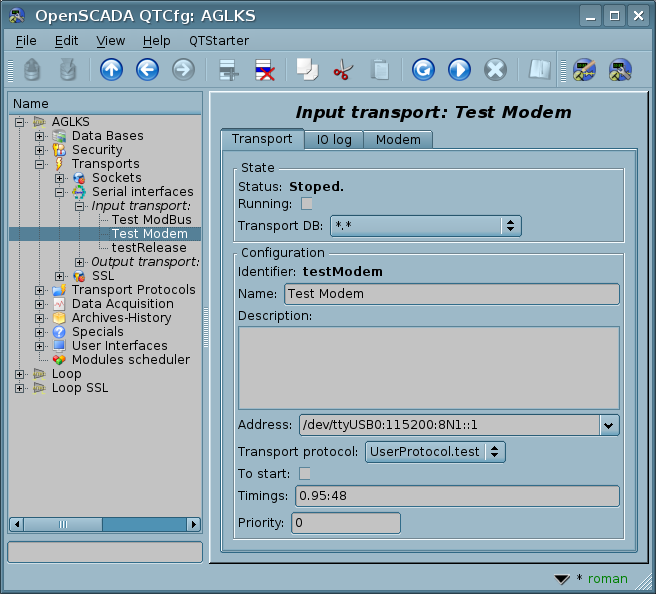 OpenSCADA QTCfg: AGLKS
File Edit View Help QTStarter
Name
AGLKS
Data Bases
Security
Transports
Sockets
Serial interfaces
Input transport:
Test ModBus
Test Modem
testRelease
Output transport:
SSL
Transport Protocols
Data Acquisition
Archives-History
Specials
User Interfaces
Modules scheduler
Loop
Loop SSL
Input transport: Test Modem
Transport IO log Modem
State
Status: Stoped.
Running:
Transport DB: *.*
Configuration
Identifier: testModem
Name: Test Modem
Description:
Address: /dev/ttyUSB0:115200:8N1::1
Transport protocol: UserProtocol.test
To start:
Timings: 0.95:48
Priority: 0
* roman